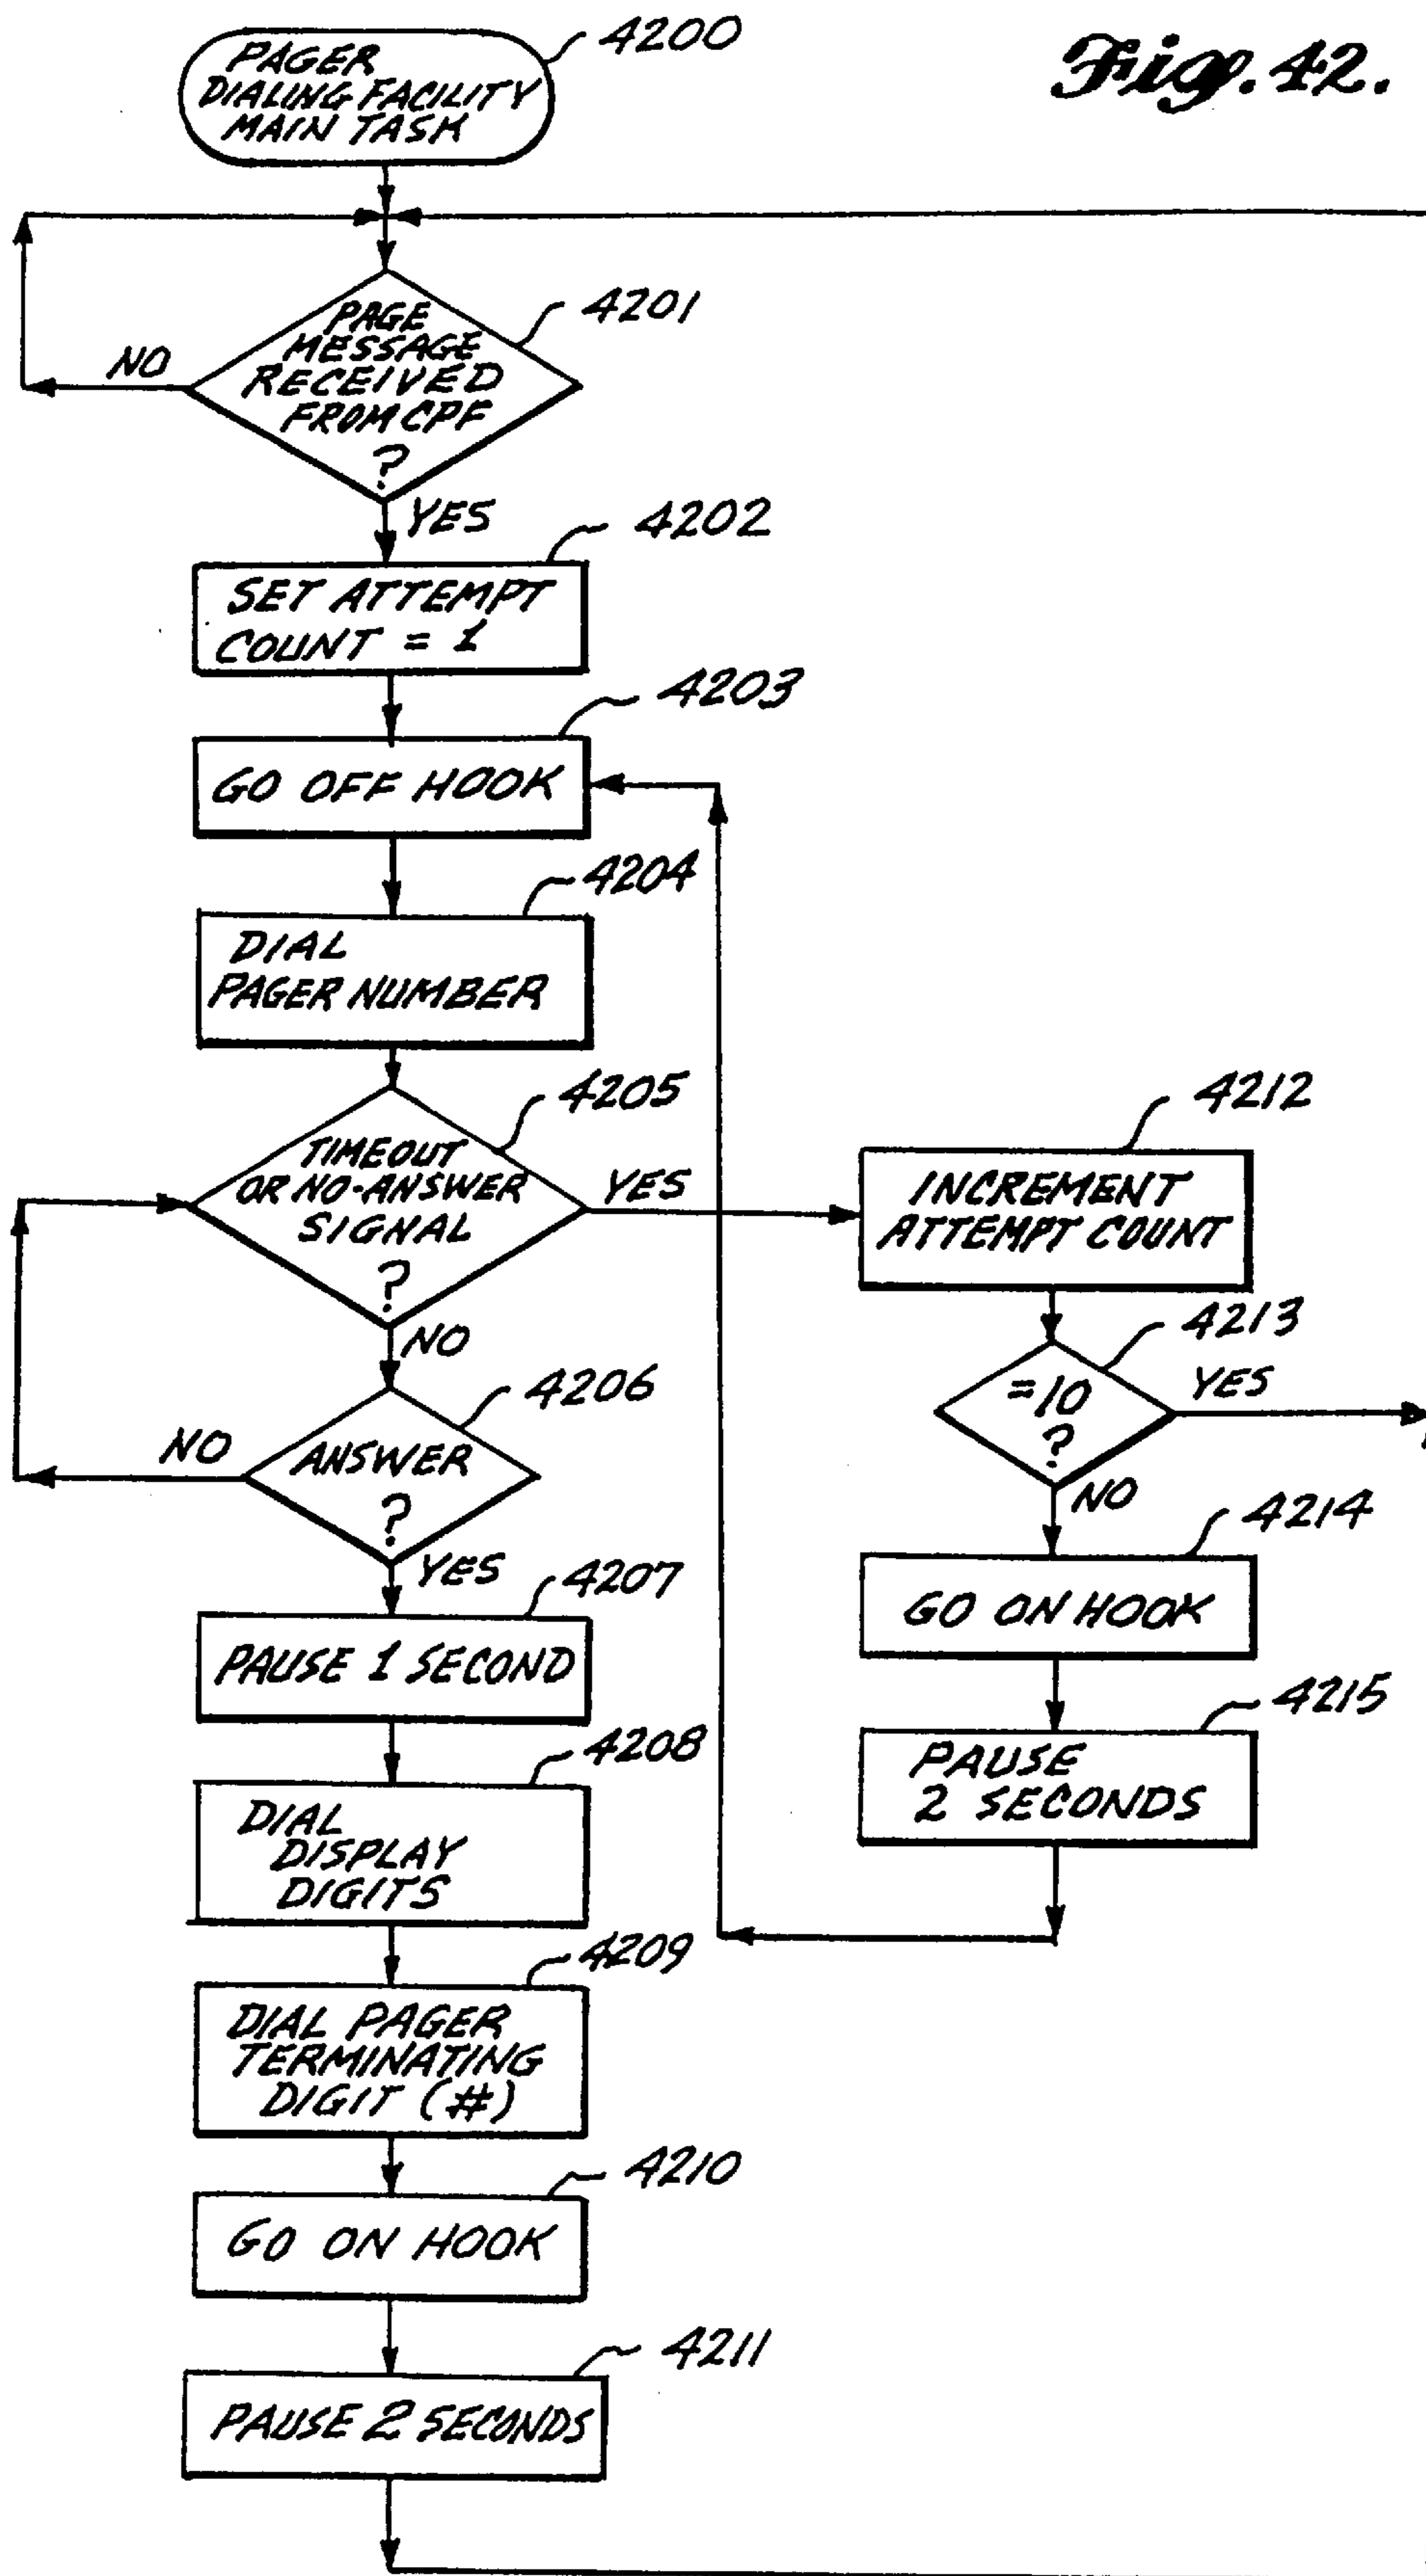 Fig. 42.
4200
PAGER
DIALING FACILITY
MAIN TASK
4201
PAGE
MESSAGE
RECEIVED
FROM CPF
?
NO
YES
4202
SET ATTEMPT
COUNT = 1
4203
GO OFF HOOK
4204
DIAL
PAGER NUMBER
4205
TIMEOUT
OR NO-ANSWER
SIGNAL
?
YES
NO
4206
ANSWER
?
NO
YES
4207
PAUSE 1 SECOND
4208
DIAL
DISPLAY
DIGITS
4209
DIAL PAGER
TERMINATING
DIGIT (#)
4210
GO ON HOOK
4211
PAUSE 2 SECONDS
4212
INCREMENT
ATTEMPT COUNT
4213
=10
?
YES
NO
4214
GO ON HOOK
4215
PAUSE
2 SECONDS